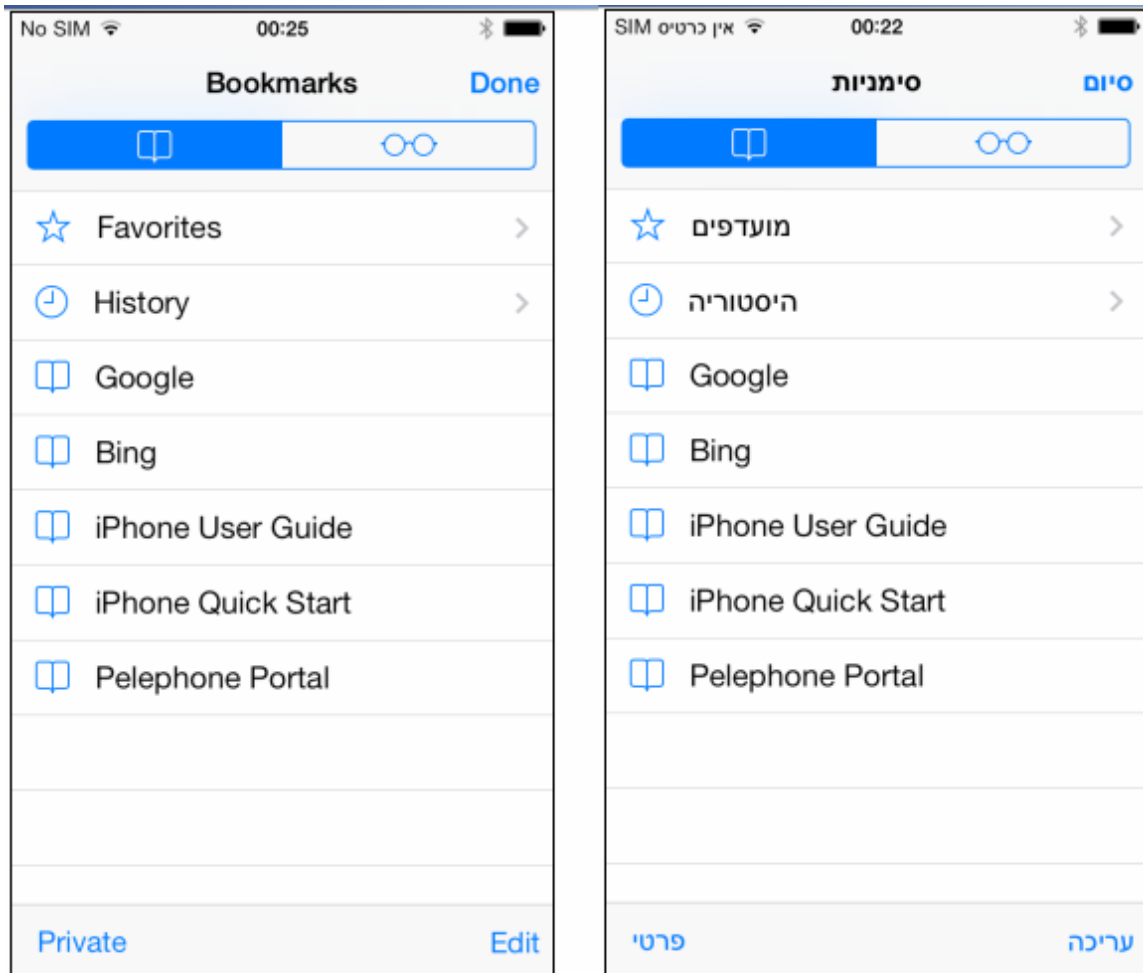 No SIM 00:25
Bookmarks Done
Favorites
History
Google
Bing
iPhone User Guide
iPhone Quick Start
Pelephone Portal
Private Edit
אין כרטיס SIM 00:22
סימניות סיום
מועדפים
היסטוריה
Google
Bing
iPhone User Guide
iPhone Quick Start
Pelephone Portal
פרטי עריכה